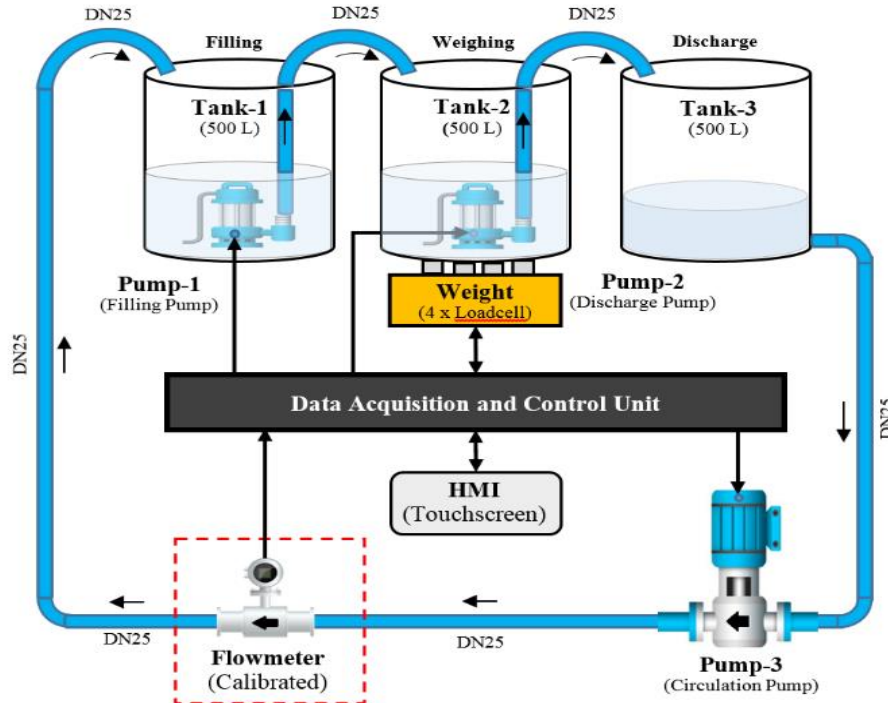 DN25
DN25
DN25
Filling
Weighing
Discharge
Tank-1
(500 L)
Tank-2
(500 L)
Tank-3
(500 L)
Pump-1
(Filling Pump)
Weight
(4 x Loadcell)
Pump-2
(Discharge Pump)
DN25
DN25
Data Acquisition and Control Unit
HMI
(Touchscreen)
DN25
DN25
Flowmeter
(Calibrated)
Pump-3
(Circulation Pump)